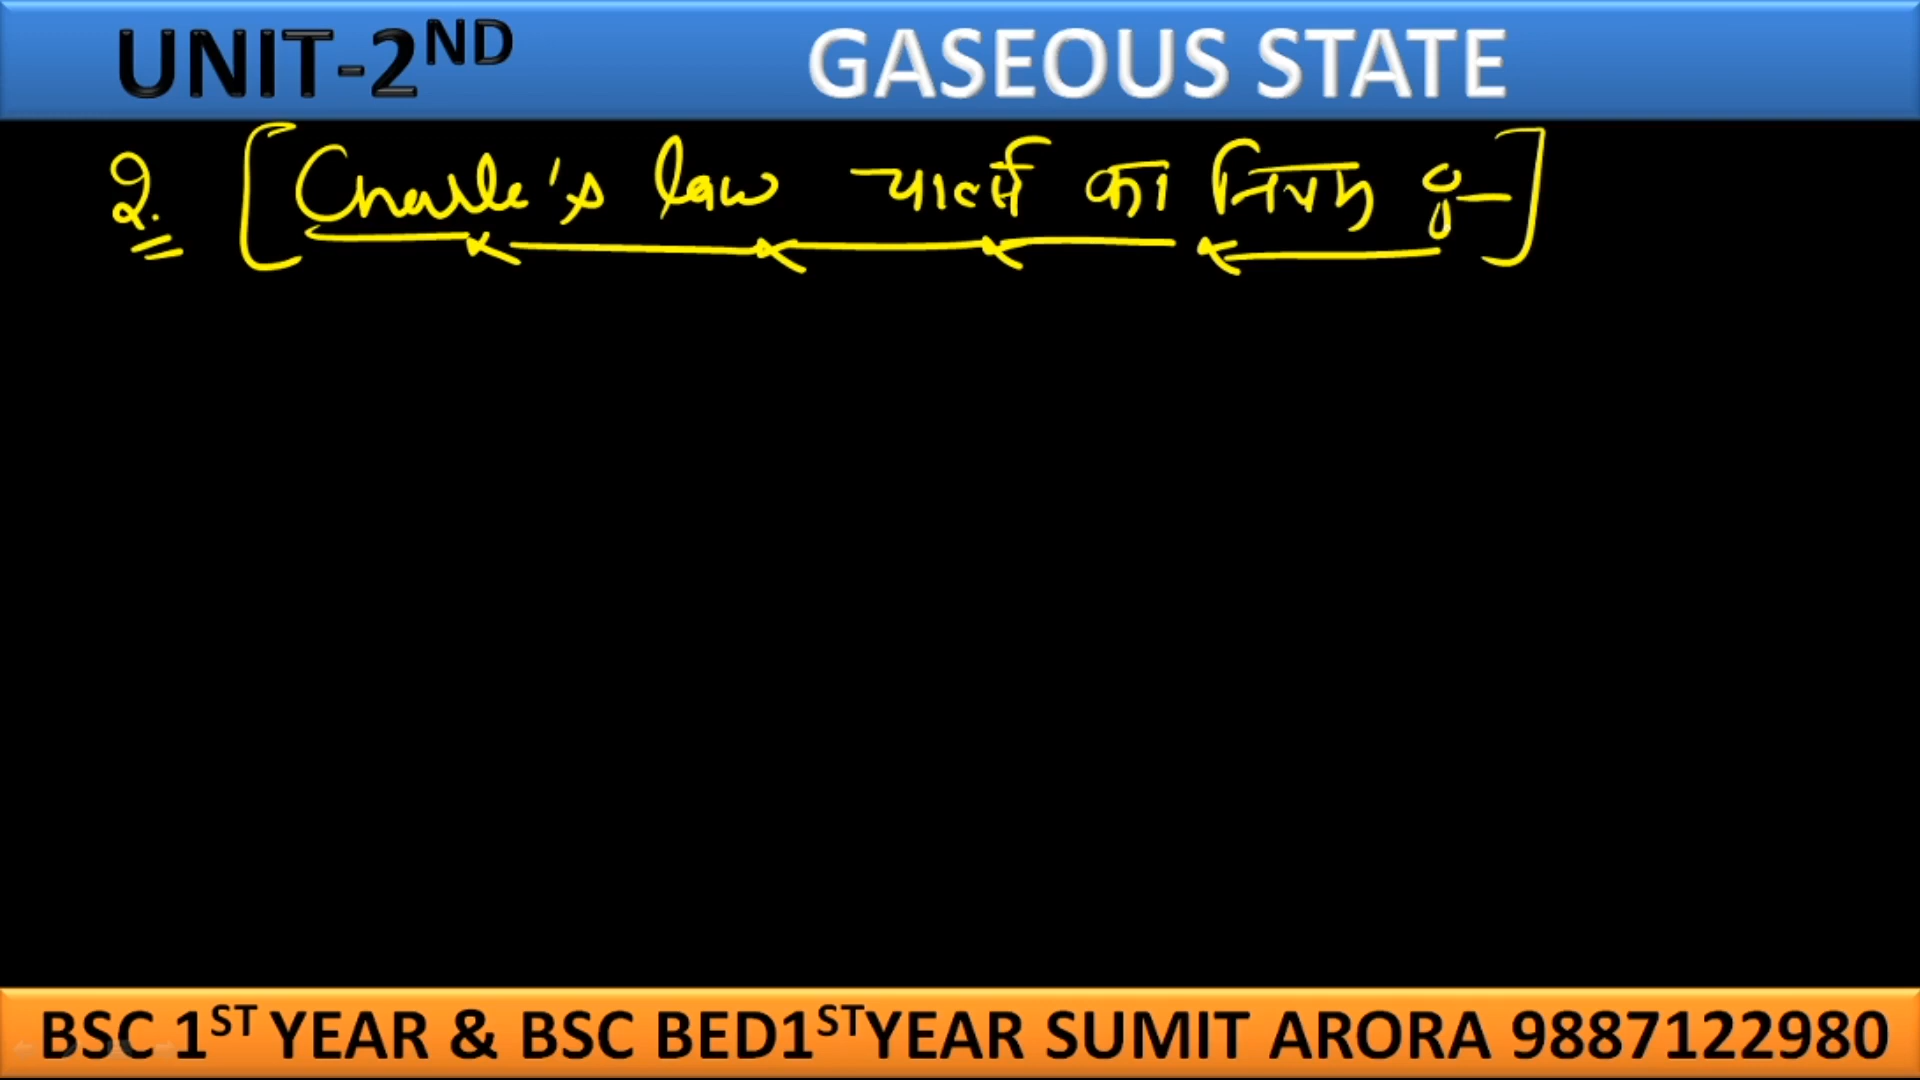 UNIT-2ND GASEOUS STATE
2. [Charle's law चार्ल्स का नियम :-]
BSC 1ST YEAR & BSC BED1STYEAR SUMIT ARORA 9887122980